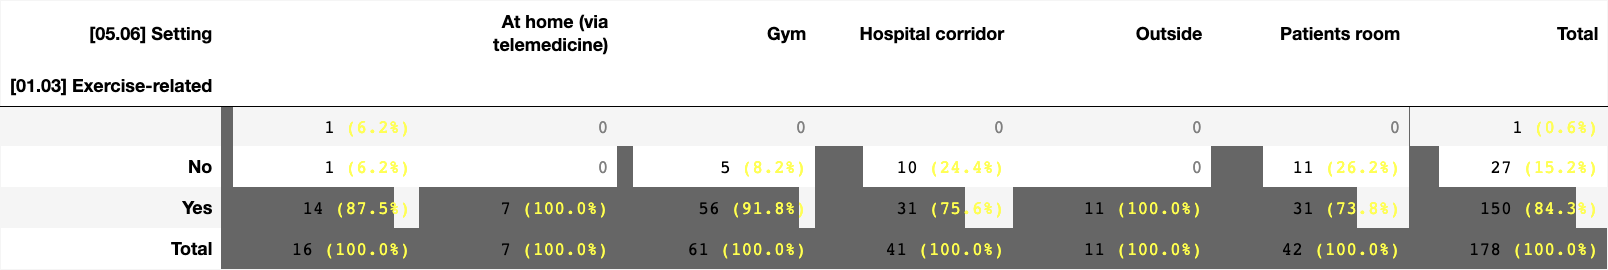 [05.06] Setting At home (via telemedicine) Gym Hospital corridor Outside Patients room Total
[01.03] Exercise-related
1 (6.2%) 0 0 0 0 0 1 (0.6%)
No 1 (6.2%) 0 5 (8.2%) 10 (24.4%) 0 11 (26.2%) 27 (15.2%)
Yes 14 (87.5%) 7 (100.0%) 56 (91.8%) 31 (75.6%) 11 (100.0%) 31 (73.8%) 150 (84.3%)
Total 16 (100.0%) 7 (100.0%) 61 (100.0%) 41 (100.0%) 11 (100.0%) 42 (100.0%) 178 (100.0%)